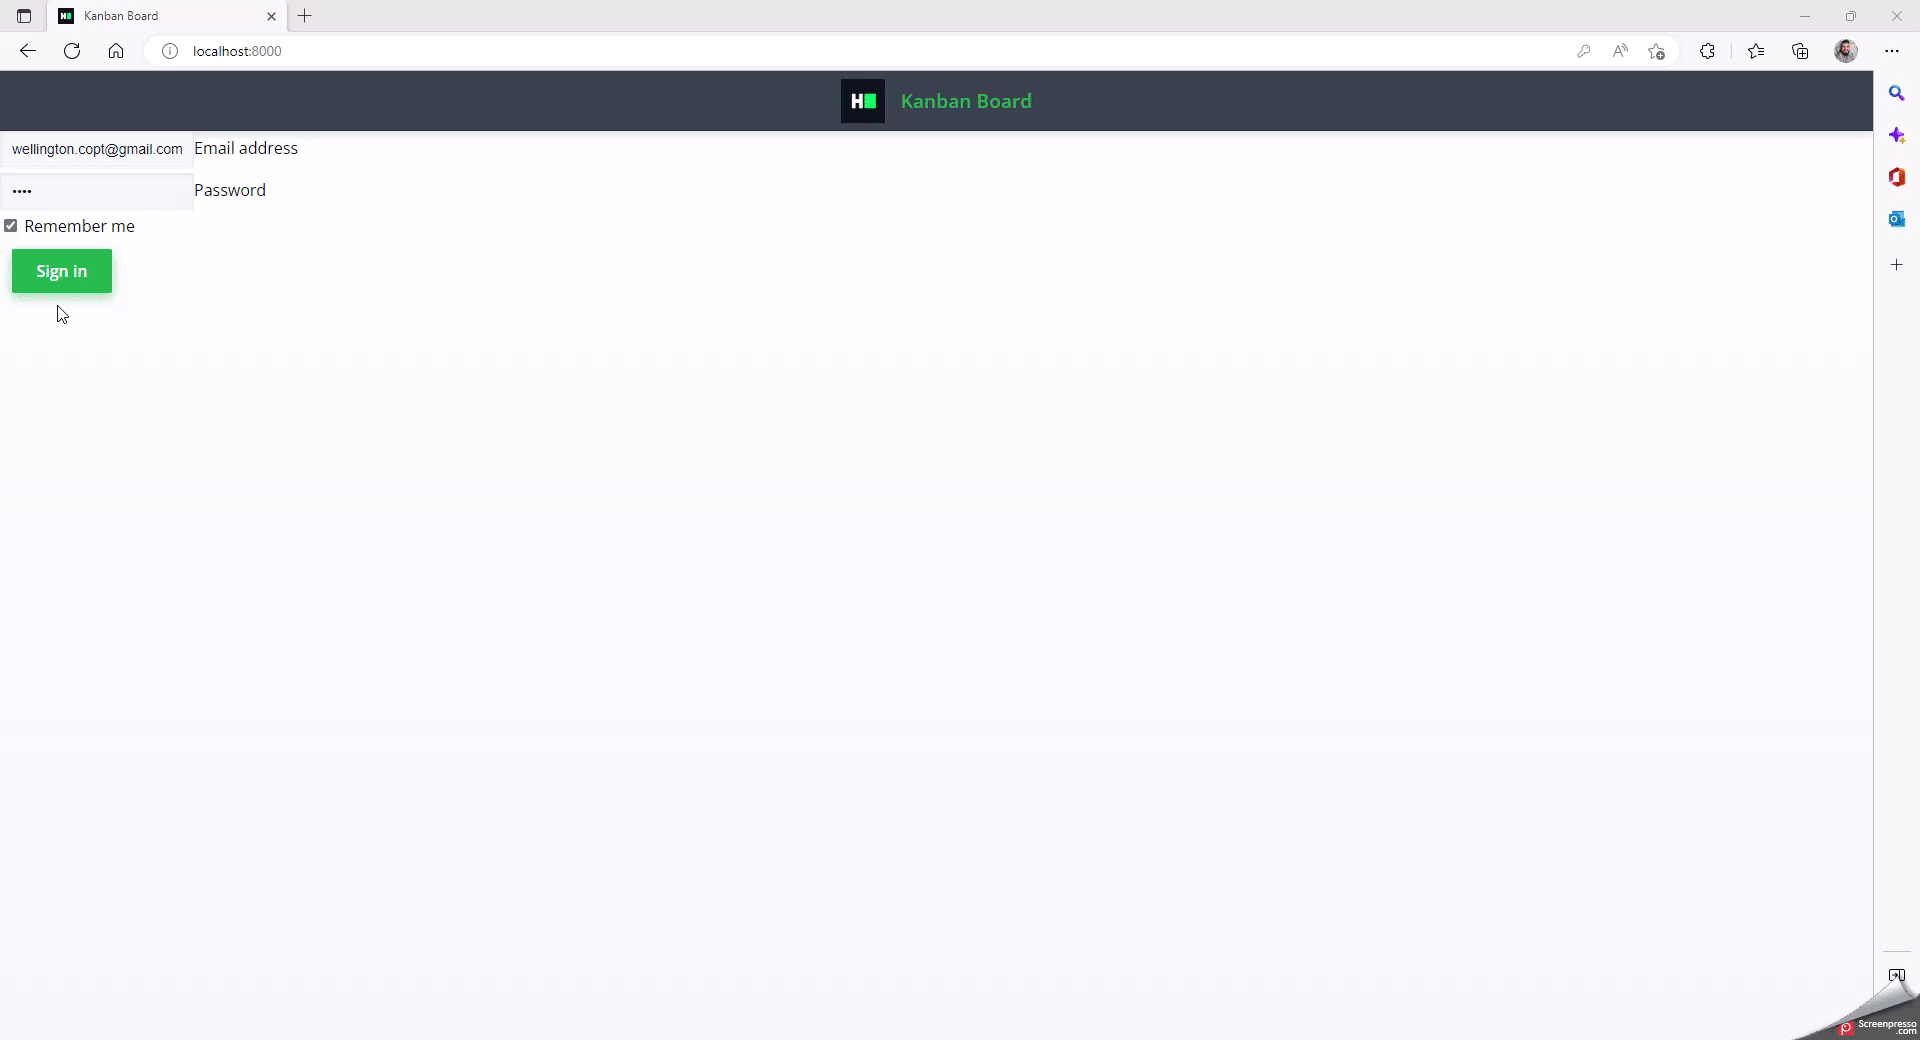 Kanban Board
localhost:8000
H
Kanban Board
wellington.copt@gmail.com Email address
•••• Password
Remember me
Sign in
Screenpresso
.com